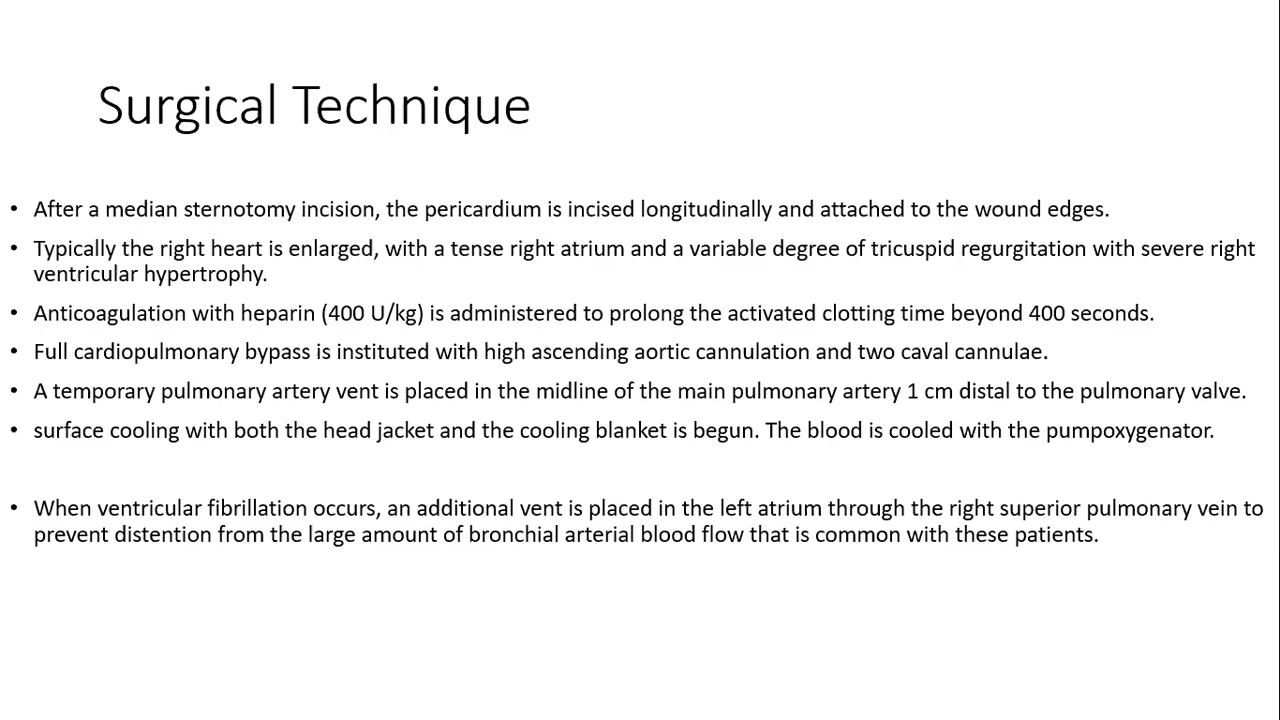 Surgical Technique
• After a median sternotomy incision, the pericardium is incised longitudinally and attached to the wound edges.
• Typically the right heart is enlarged, with a tense right atrium and a variable degree of tricuspid regurgitation with severe right
ventricular hypertrophy.
• Anticoagulation with heparin (400 U/kg) is administered to prolong the activated clotting time beyond 400 seconds.
• Full cardiopulmonary bypass is instituted with high ascending aortic cannulation and two caval cannulae.
• A temporary pulmonary artery vent is placed in the midline of the main pulmonary artery 1 cm distal to the pulmonary valve.
• surface cooling with both the head jacket and the cooling blanket is begun. The blood is cooled with the pumpoxygenator.
• When ventricular fibrillation occurs, an additional vent is placed in the left atrium through the right superior pulmonary vein to
prevent distention from the large amount of bronchial arterial blood flow that is common with these patients.